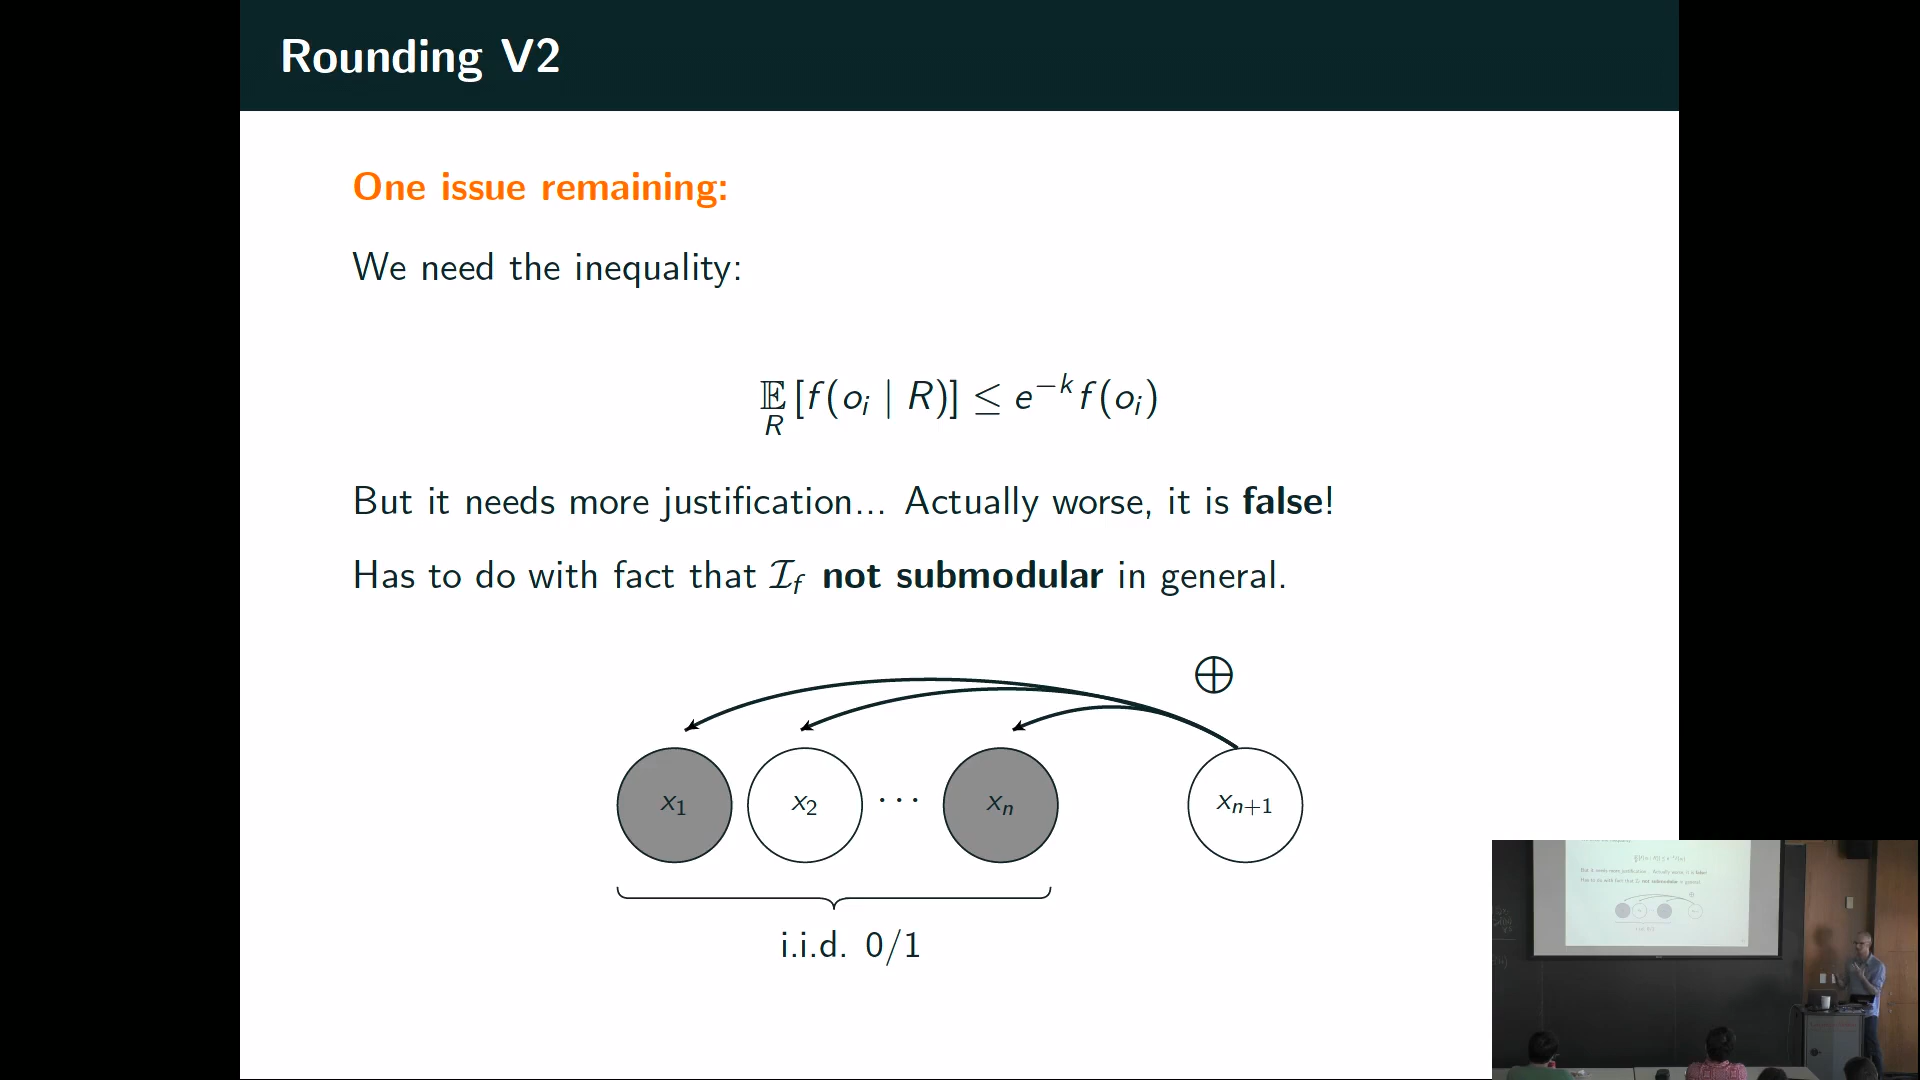 Rounding V2
One issue remaining:
We need the inequality:
𝔼_R [f(o_i | R)] ≤ e^{−k} f(o_i)
But it needs more justification... Actually worse, it is false!
Has to do with fact that ℐ_f not submodular in general.
⊕
x_1 x_2 ··· x_n x_{n+1}
i.i.d. 0/1